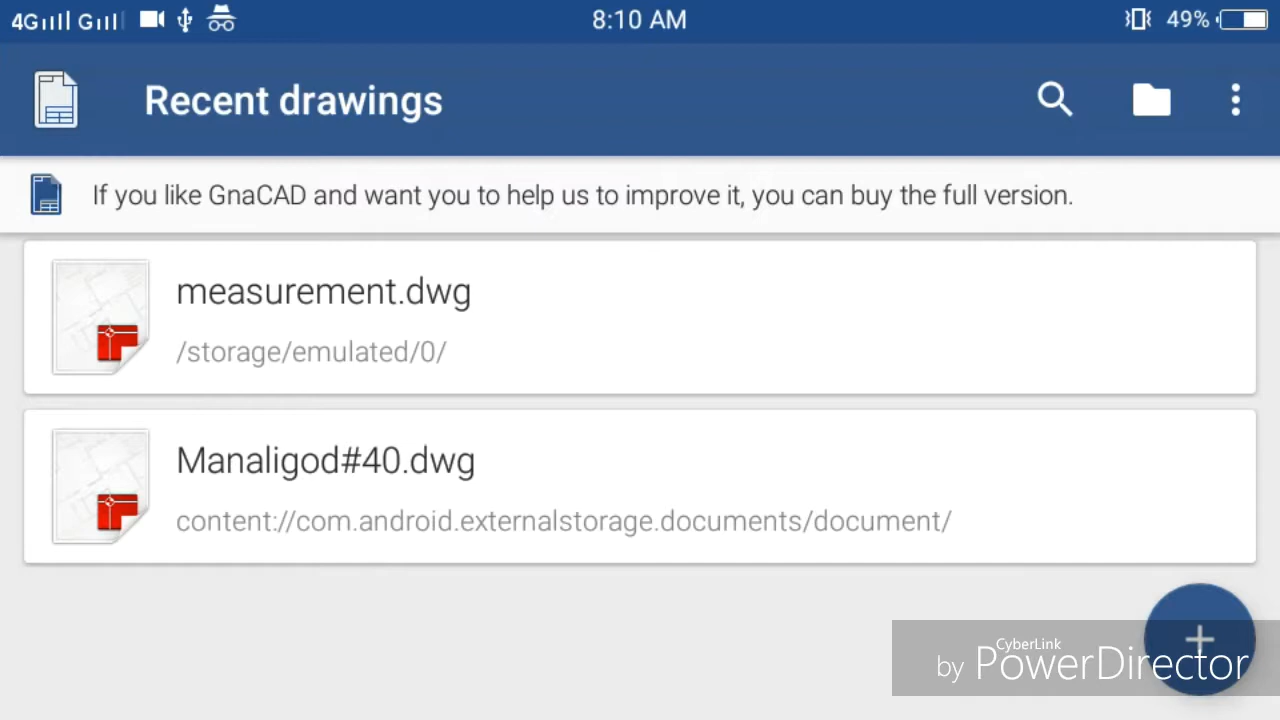 4G G 8:10 AM 49%
Recent drawings
If you like GnaCAD and want you to help us to improve it, you can buy the full version.
measurement.dwg
/storage/emulated/0/
Manaligod#40.dwg
content://com.android.externalstorage.documents/document/
CyberLink
by PowerDirector